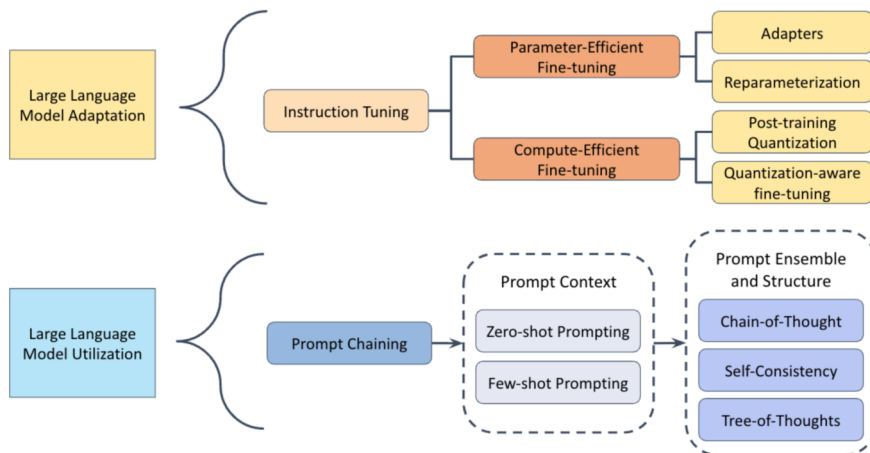 Large Language
Model Adaptation
Instruction Tuning
Parameter-Efficient
Fine-tuning
Compute-Efficient
Fine-tuning
Adapters
Reparameterization
Post-training
Quantization
Quantization-aware
fine-tuning
Large Language
Model Utilization
Prompt Chaining
Prompt Context
Zero-shot Prompting
Few-shot Prompting
Prompt Ensemble
and Structure
Chain-of-Thought
Self-Consistency
Tree-of-Thoughts